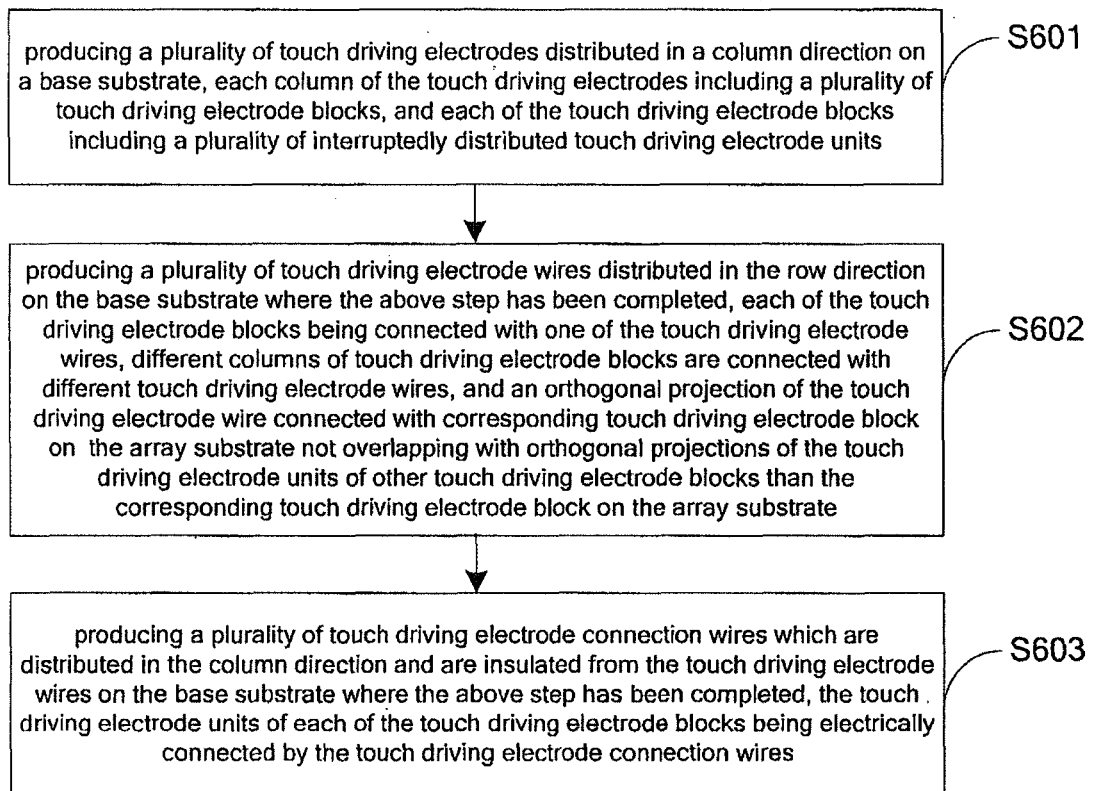 producing a plurality of touch driving electrodes distributed in a column direction on
a base substrate, each column of the touch driving electrodes including a plurality of
touch driving electrode blocks, and each of the touch driving electrode blocks
including a plurality of interruptedly distributed touch driving electrode units
S601
producing a plurality of touch driving electrode wires distributed in the row direction
on the base substrate where the above step has been completed, each of the touch
driving electrode blocks being connected with one of the touch driving electrode
wires, different columns of touch driving electrode blocks are connected with
different touch driving electrode wires, and an orthogonal projection of the touch
driving electrode wire connected with corresponding touch driving electrode block
on the array substrate not overlapping with orthogonal projections of the touch
driving electrode units of other touch driving electrode blocks than the
corresponding touch driving electrode block on the array substrate
S602
producing a plurality of touch driving electrode connection wires which are
distributed in the column direction and are insulated from the touch driving electrode
wires on the base substrate where the above step has been completed, the touch
driving electrode units of each of the touch driving electrode blocks being electrically
connected by the touch driving electrode connection wires
S603